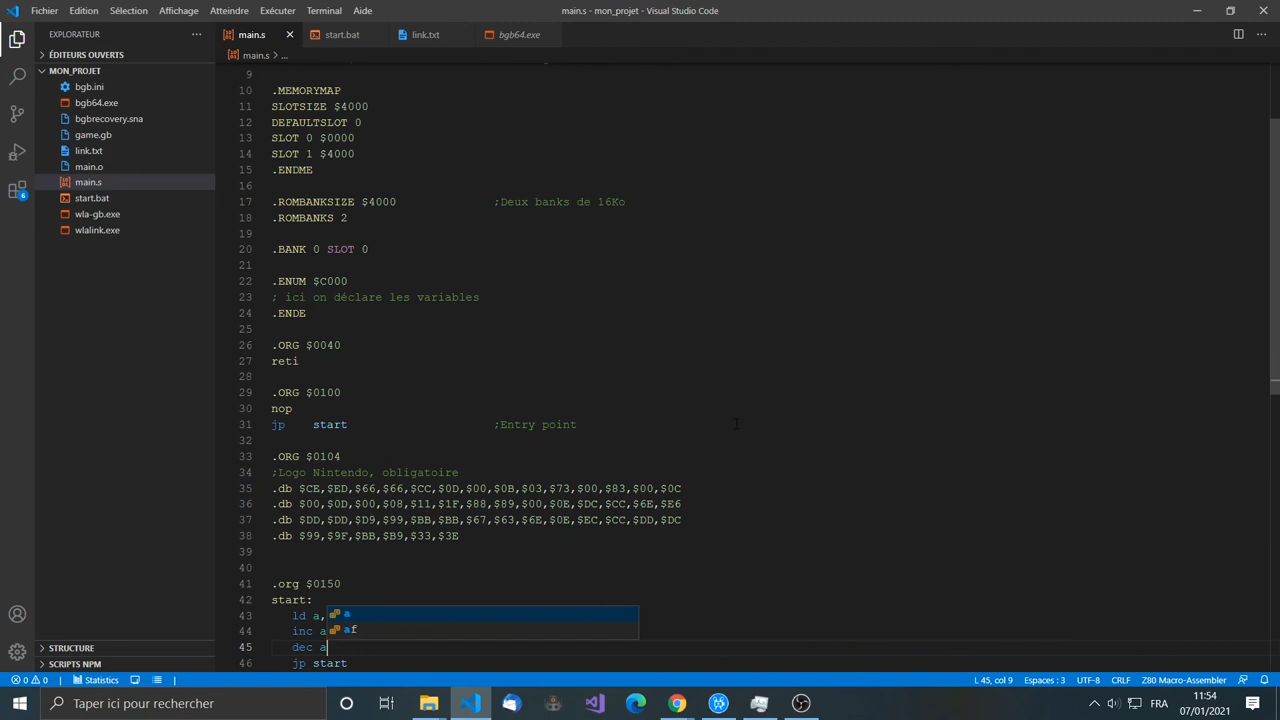 Fichier Edition Sélection Affichage Atteindre Exécuter Terminal Aide main.s - mon_projet - Visual Studio Code
EXPLORATEUR
ÉDITEURS OUVERTS
MON_PROJET
bgb.ini
bgb64.exe
bgbrecovery.sna
game.gb
link.txt
main.o
main.s
start.bat
wla-gb.exe
wlalink.exe
STRUCTURE
SCRIPTS NPM
6
main.s start.bat link.txt bgb64.exe
main.s > ...
9
10 .MEMORYMAP
11 SLOTSIZE $4000
12 DEFAULTSLOT 0
13 SLOT 0 $0000
14 SLOT 1 $4000
15 .ENDME
16
17 .ROMBANKSIZE $4000 ;Deux banks de 16Ko
18 .ROMBANKS 2
19
20 .BANK 0 SLOT 0
21
22 .ENUM $C000
23 ; ici on déclare les variables
24 .ENDE
25
26 .ORG $0040
27 reti
28
29 .ORG $0100
30 nop
31 jp start ;Entry point
32
33 .ORG $0104
34 ;Logo Nintendo, obligatoire
35 .db $CE,$ED,$66,$66,$CC,$0D,$00,$0B,$03,$73,$00,$83,$00,$0C
36 .db $00,$0D,$00,$08,$11,$1F,$88,$89,$00,$0E,$DC,$CC,$6E,$E6
37 .db $DD,$DD,$D9,$99,$BB,$BB,$67,$63,$6E,$0E,$EC,$CC,$DD,$DC
38 .db $99,$9F,$BB,$B9,$33,$3E
39
40
41 .org $0150
42 start:
43 ld a, a
44 inc a af
45 dec a
46 jp start
0 0 Statistics L 45, col 9 Espaces : 3 UTF-8 CRLF Z80 Macro-Assembler
Taper ici pour rechercher FRA 11:54
07/01/2021